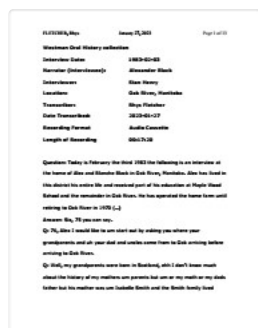 FLETCHER, Rhys January 27, 2023 Page 1 of 15
Westman Oral History collection
Interview Date: 1983-02-03
Narrator (Interviewee): Alexander Black
Interviewer: Ken Henry
Location: Oak River, Manitoba
Transcriber: Rhys Fletcher
Date Transcribed: 2023-01-27
Recording Format Audio Cassette
Length of Recording 00:17:28
Question: Today is February the third 1983 the following is an interview at
the home of Alex and Blanche Black in Oak River, Manitoba. Alex has lived in
this district his entire life and received part of his education at Maple Wood
School and the remainder in Oak River. He has operated the home farm until
retiring to Oak River in 1970 (...)
Answer: Six, 76 you can say.
Q: 76, Alex I would like to um start out by asking you where your
grandparents and uh your dad and uncles came from to Oak arriving before
arriving to Oak River.
Q: Well, my grandparents were born in Scotland, ehh I don't know much
about the history of my mothers um parents but um or my math or my dads
father but his mother was um Isabelle Smith and the Smith family lived